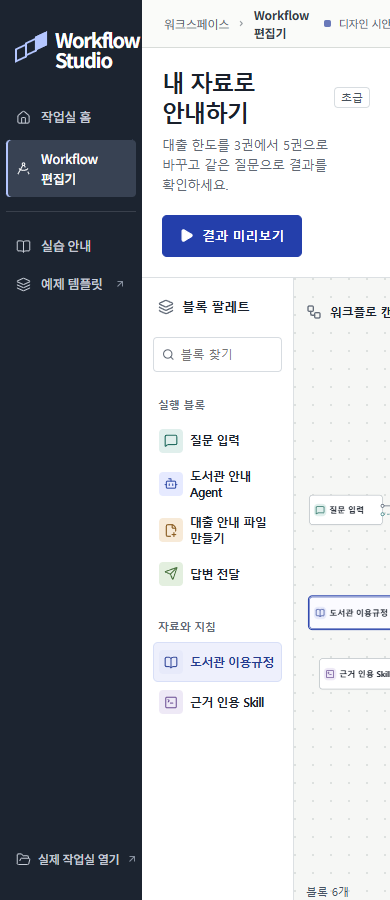 Workflow
Studio
작업실 홈
Workflow
편집기
실습 안내
예제 템플릿
실제 작업실 열기
워크스페이스
Workflow
편집기
디자인 시안
내 자료로
안내하기
초급
대출 한도를 3권에서 5권으로
바꾸고 같은 질문으로 결과를
확인하세요.
결과 미리보기
블록 팔레트
블록 찾기
실행 블록
질문 입력
도서관 안내
Agent
대출 안내 파일
만들기
답변 전달
자료와 지침
도서관 이용규정
근거 인용 Skill
워크플로
질문 입력
도서관 이용규정
근거 인용 Skill
블록 6개